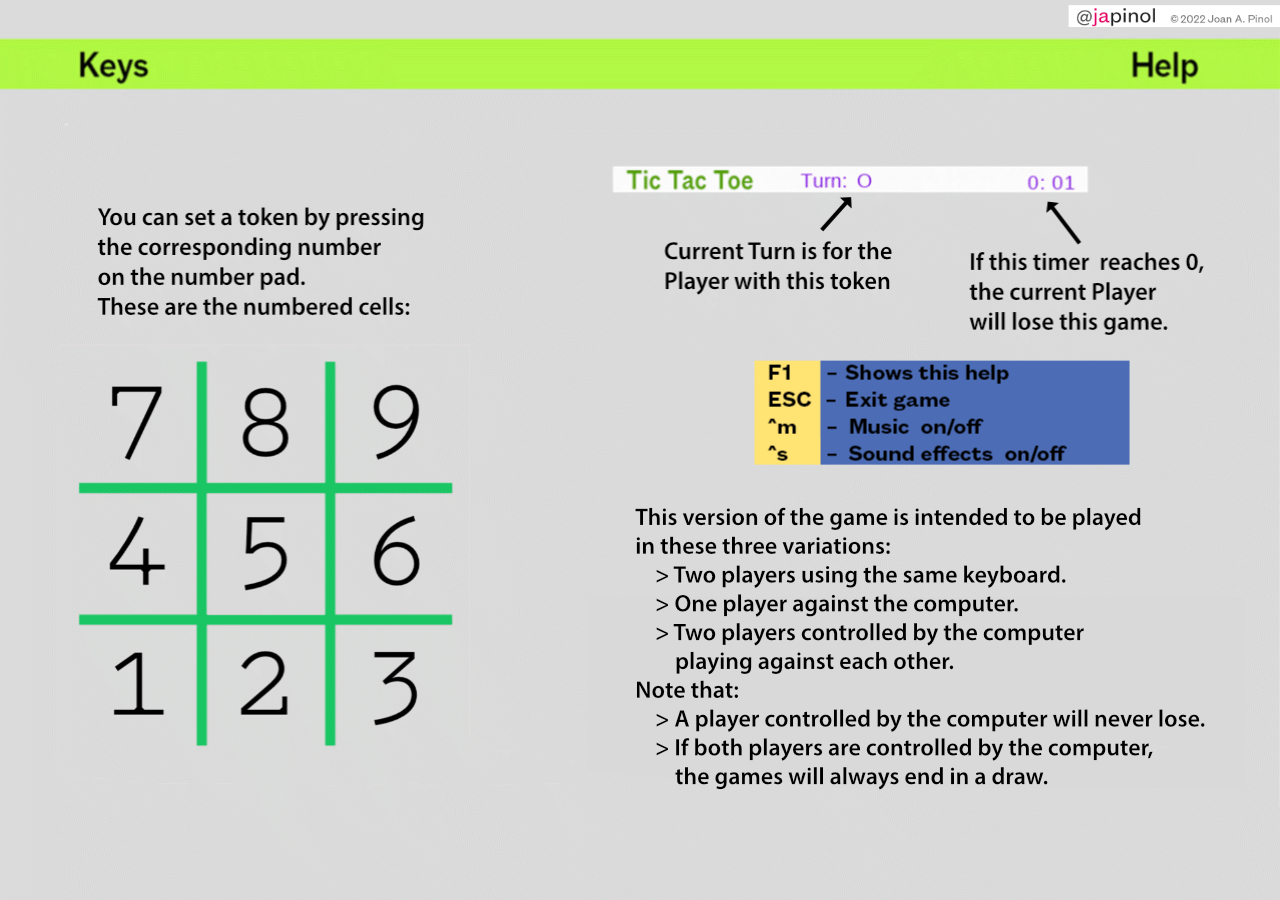 @japinol © 2022 Joan A. Pinol
Keys
Help
You can set a token by pressing
the corresponding number
on the number pad.
These are the numbered cells:
7 8 9
4 5 6
1 2 3
Tic Tac Toe Turn: O 0: 01
Current Turn is for the
Player with this token
If this timer reaches 0,
the current Player
will lose this game.
F1 – Shows this help
ESC – Exit game
^m – Music on/off
^s – Sound effects on/off
This version of the game is intended to be played
in these three variations:
> Two players using the same keyboard.
> One player against the computer.
> Two players controlled by the computer
playing against each other.
Note that:
> A player controlled by the computer will never lose.
> If both players are controlled by the computer,
the games will always end in a draw.